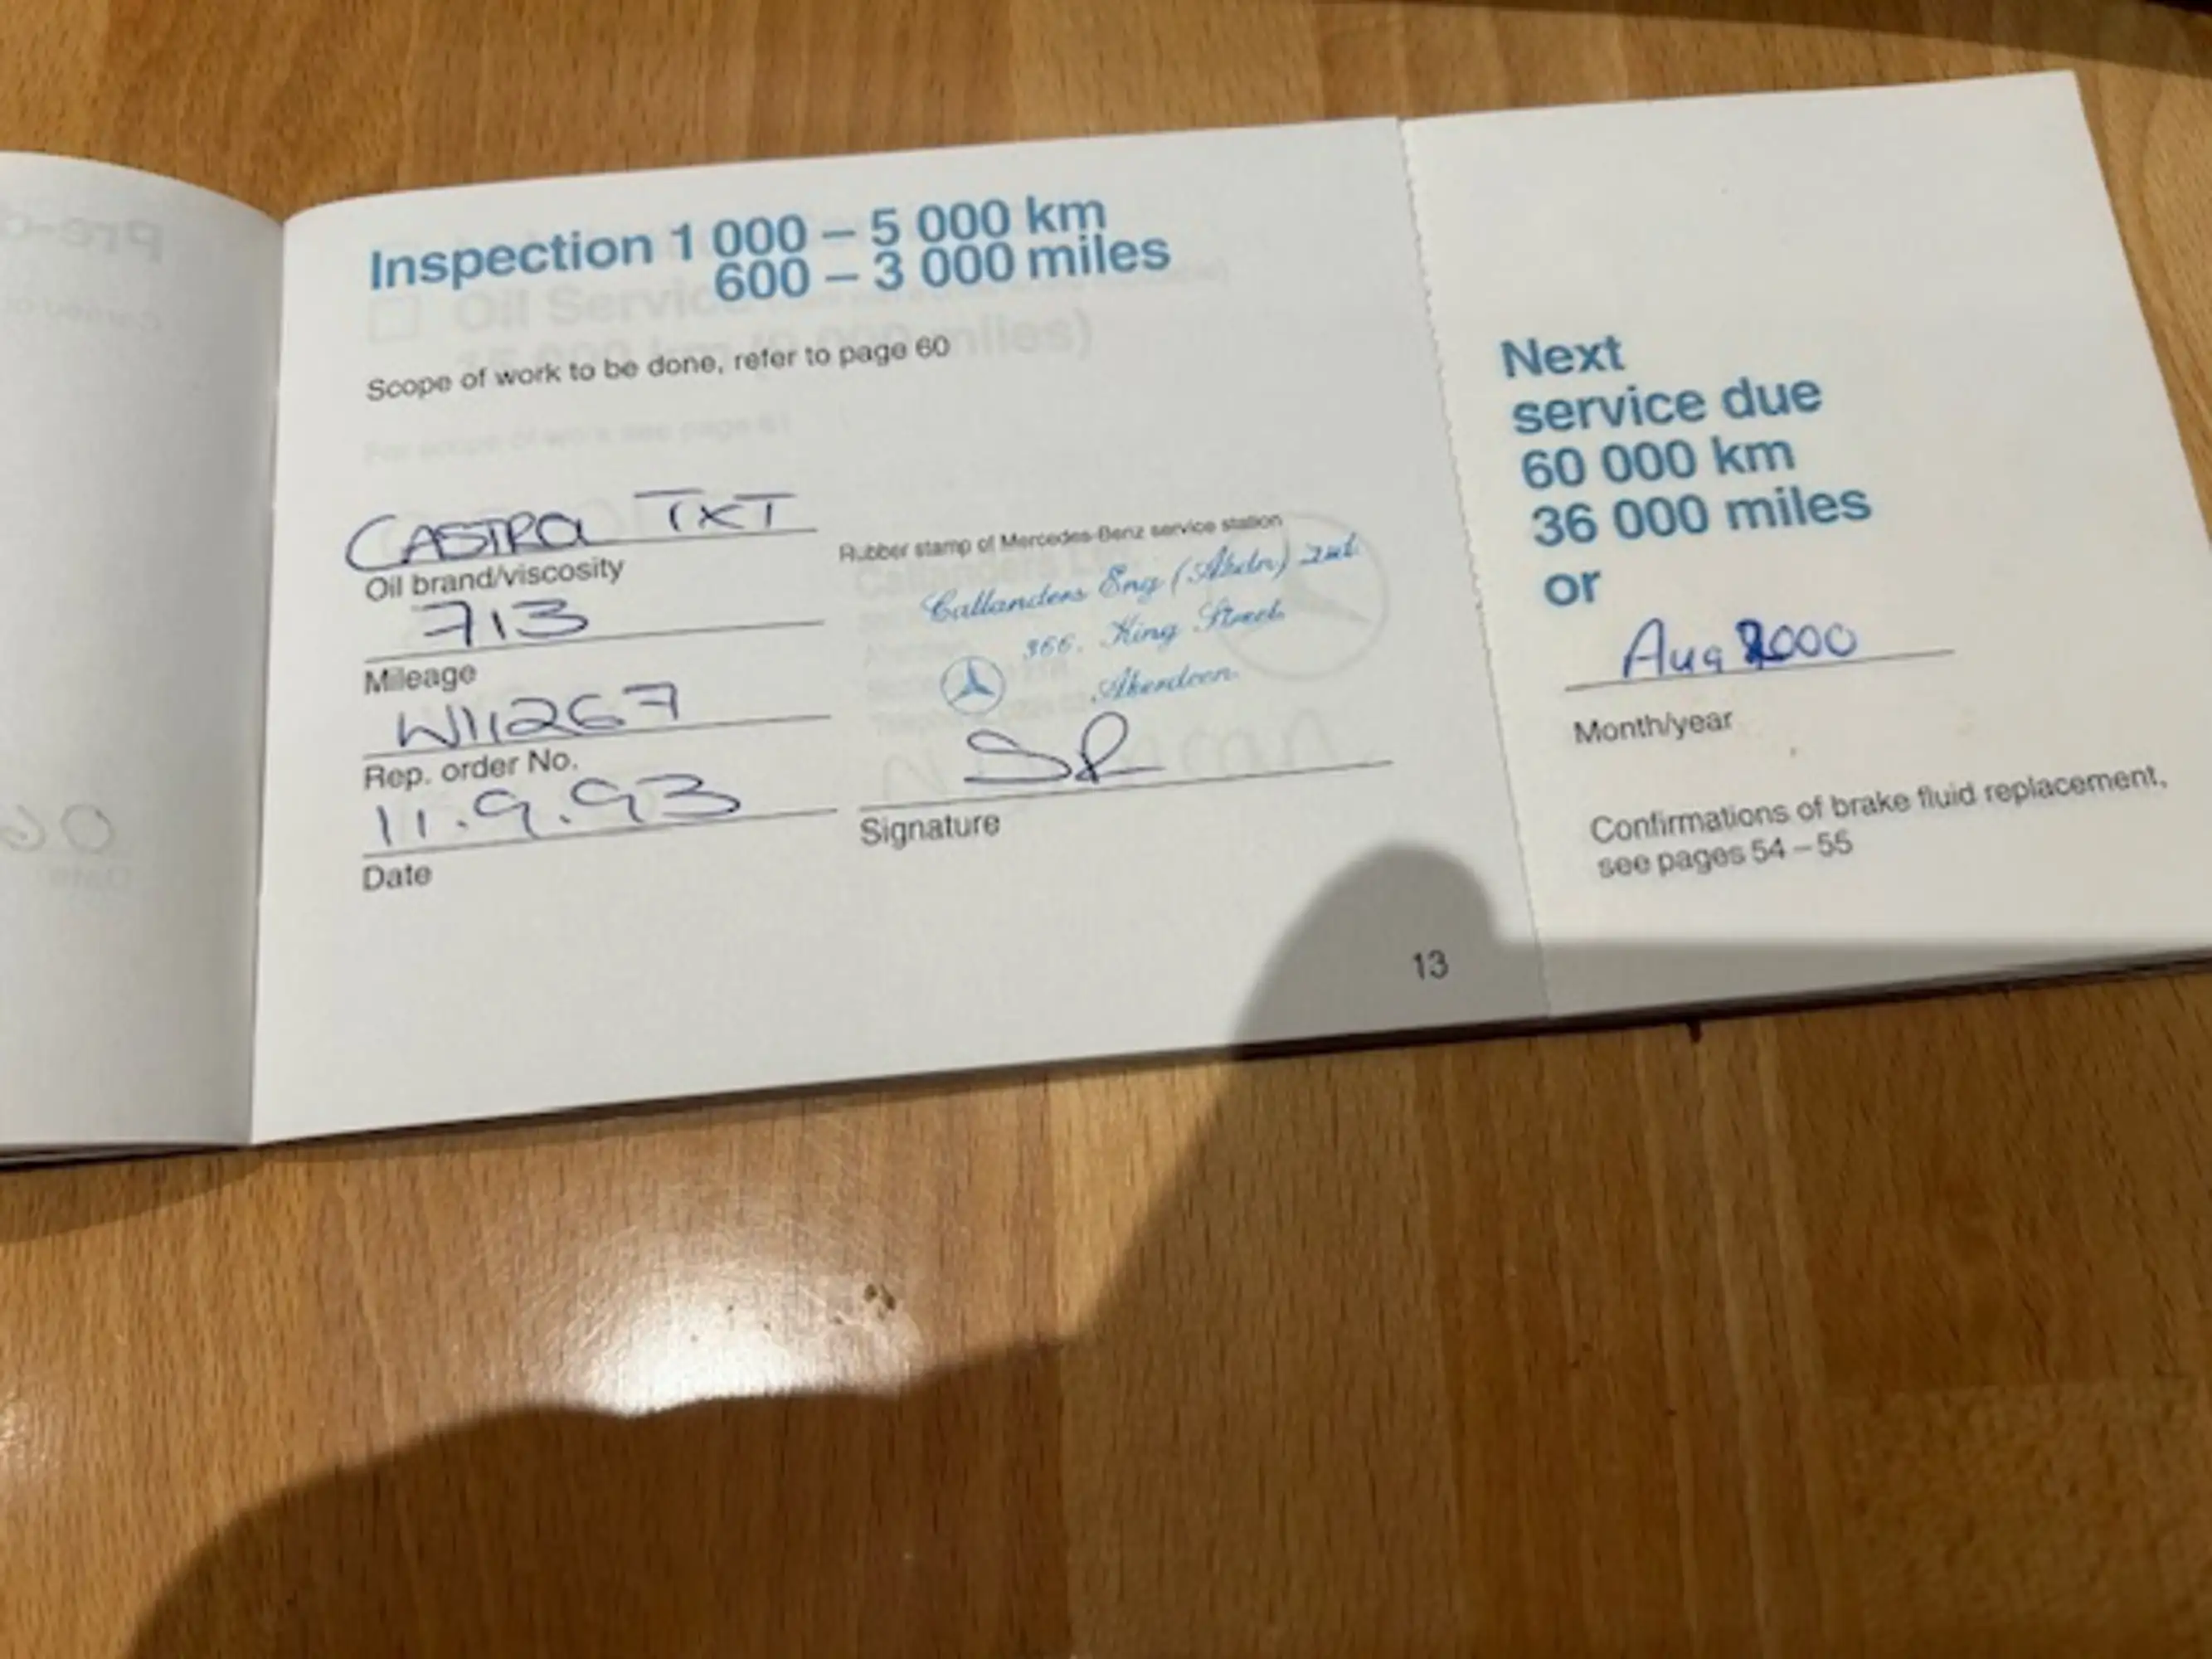 Inspection 1 000 – 5 000 km
600 – 3 000 miles
Scope of work to be done, refer to page 60
CASTROL TXT
Oil brand/viscosity
713
Mileage
W11267
Rep. order No.
11.9.93
Date
Rubber stamp of Mercedes-Benz service station
Callanders Eng (Abdn) Ltd.
366. King Street.
Aberdeen.
SR
Signature
13
Next
service due
60 000 km
36 000 miles
or
Aug 2000
Month/year
Confirmations of brake fluid replacement,
see pages 54 – 55